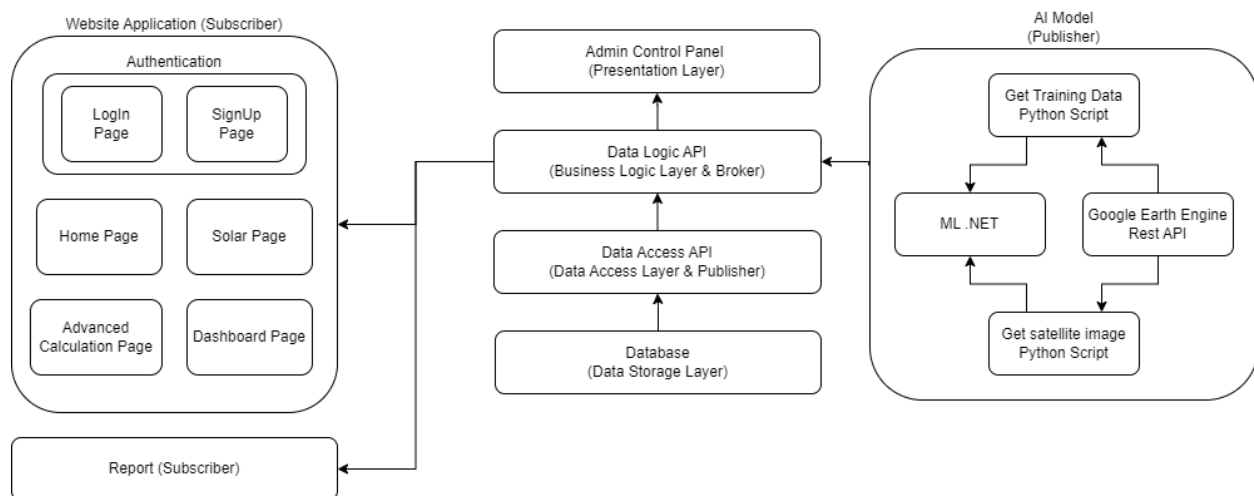 Website Application (Subscriber)
Authentication
LogIn
Page
SignUp
Page
Home Page
Solar Page
Advanced
Calculation Page
Dashboard Page
Report (Subscriber)
Admin Control Panel
(Presentation Layer)
Data Logic API
(Business Logic Layer & Broker)
Data Access API
(Data Access Layer & Publisher)
Database
(Data Storage Layer)
AI Model
(Publisher)
Get Training Data
Python Script
ML .NET
Google Earth Engine
Rest API
Get satellite image
Python Script